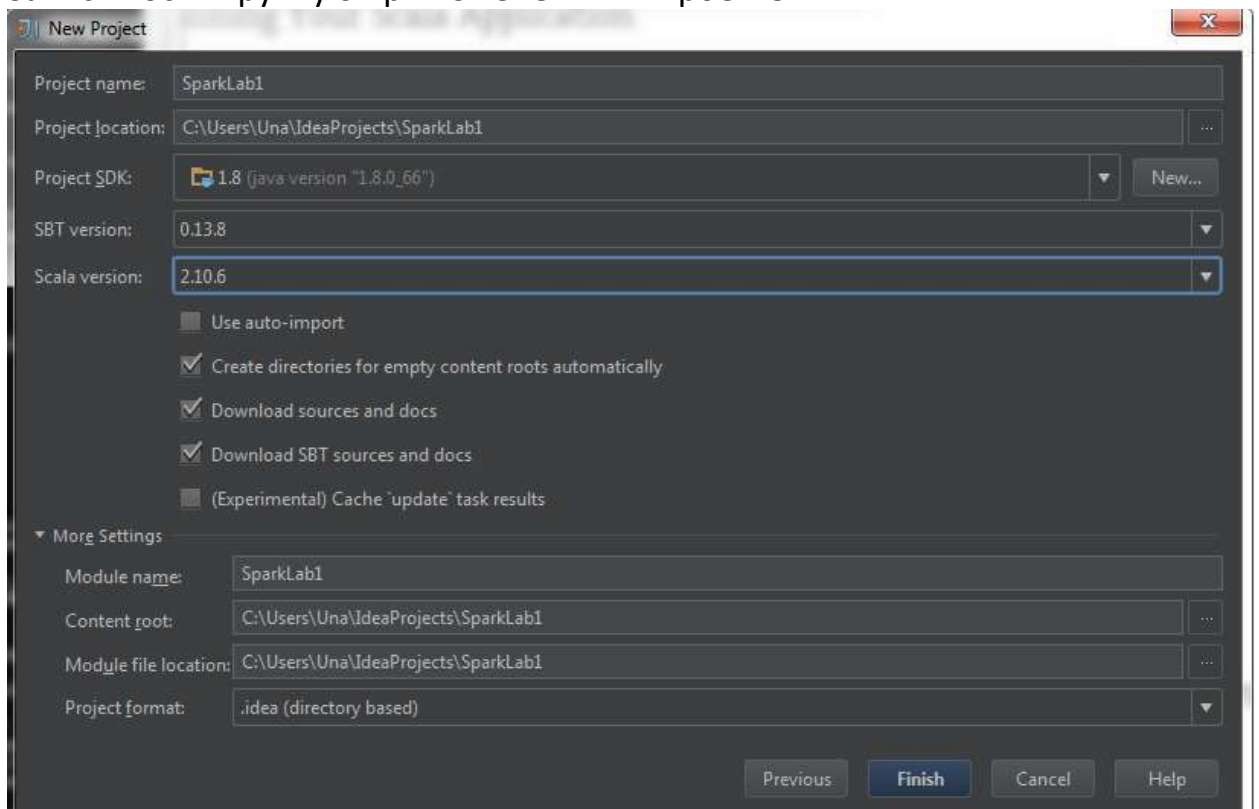 New Project
Project name: SparkLab1
Project location: C:\Users\Una\IdeaProjects\SparkLab1 ...
Project SDK: 1.8 (java version "1.8.0_66") New...
SBT version: 0.13.8
Scala version: 2.10.6
Use auto-import
Create directories for empty content roots automatically
Download sources and docs
Download SBT sources and docs
(Experimental) Cache `update` task results
More Settings
Module name: SparkLab1
Content root: C:\Users\Una\IdeaProjects\SparkLab1 ...
Module file location: C:\Users\Una\IdeaProjects\SparkLab1 ...
Project format: .idea (directory based)
Previous Finish Cancel Help